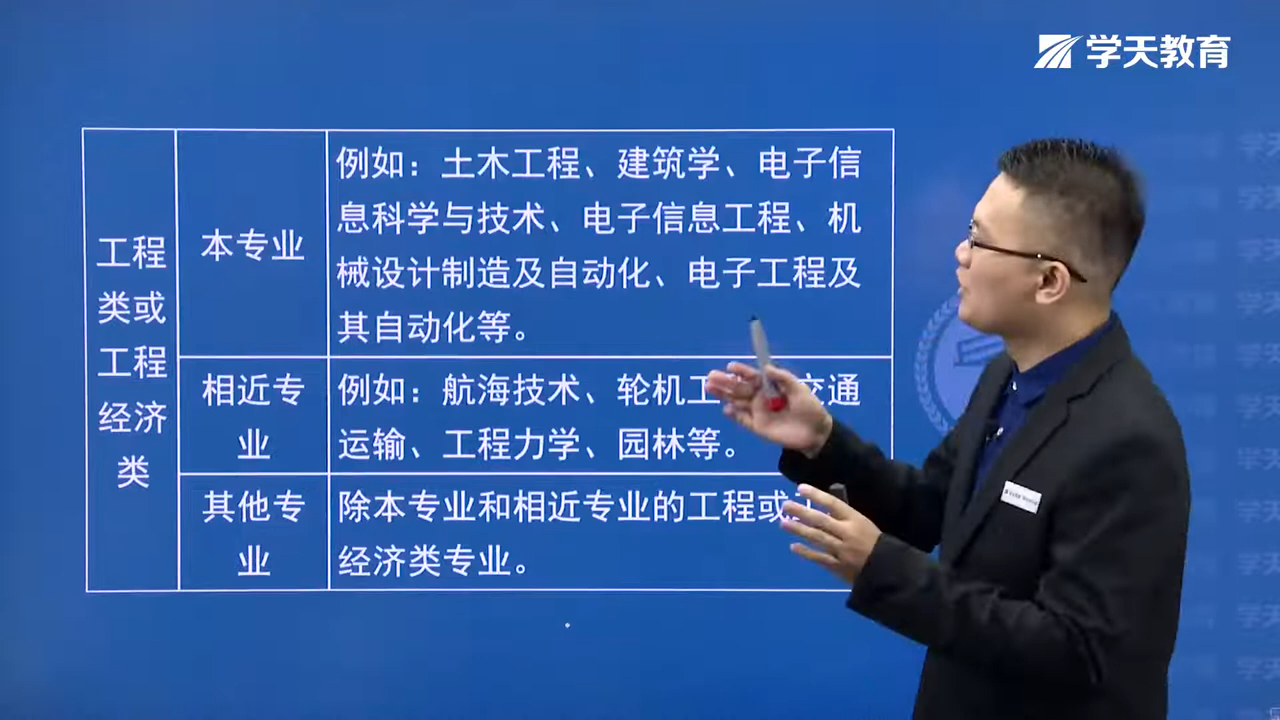 学天教育
工程
类或
工程
经济
类
本专业
例如：土木工程、建筑学、电子信
息科学与技术、电子信息工程、机
械设计制造及自动化、电子工程及
其自动化等。
相近专
业
例如：航海技术、轮机工 交通
运输、工程力学、园林等。
其他专
业
除本专业和相近专业的工程或工
经济类专业。